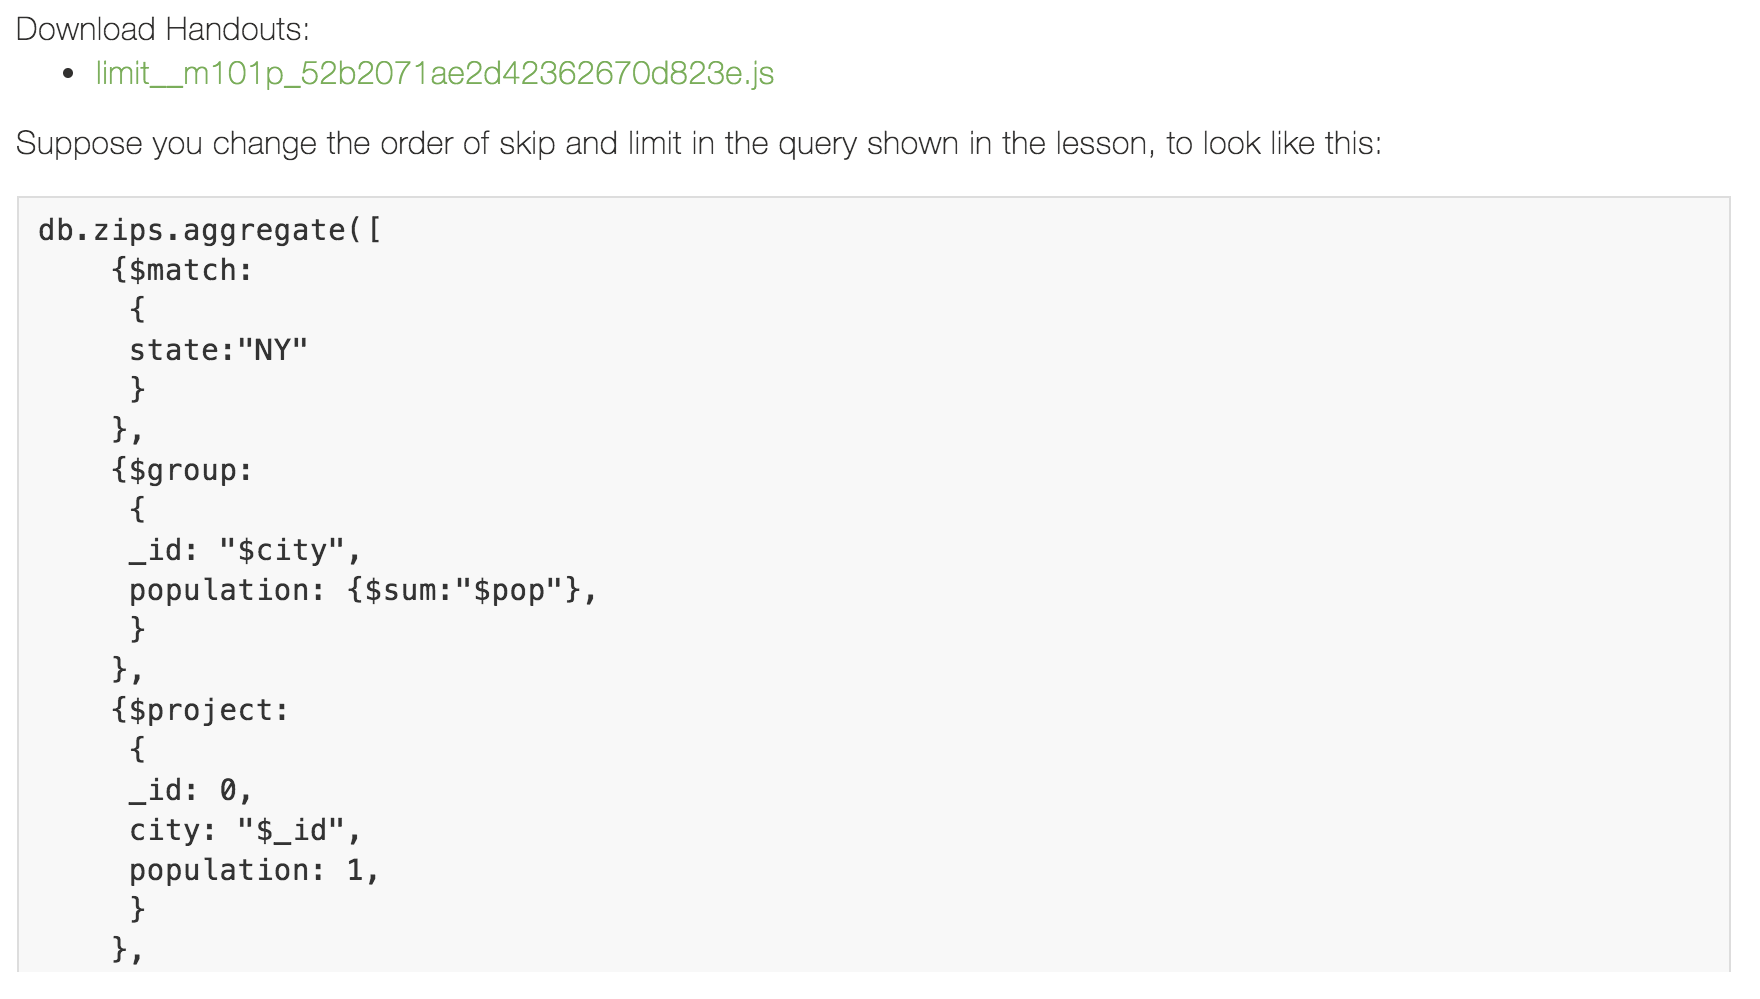 Download Handouts:
• limit__m101p_52b2071ae2d42362670d823e.js
Suppose you change the order of skip and limit in the query shown in the lesson, to look like this:
db.zips.aggregate([
    {$match:
     {
     state:"NY"
     }
    },
    {$group:
     {
     _id: "$city",
     population: {$sum:"$pop"},
     }
    },
    {$project:
     {
     _id: 0,
     city: "$_id",
     population: 1,
     }
    },